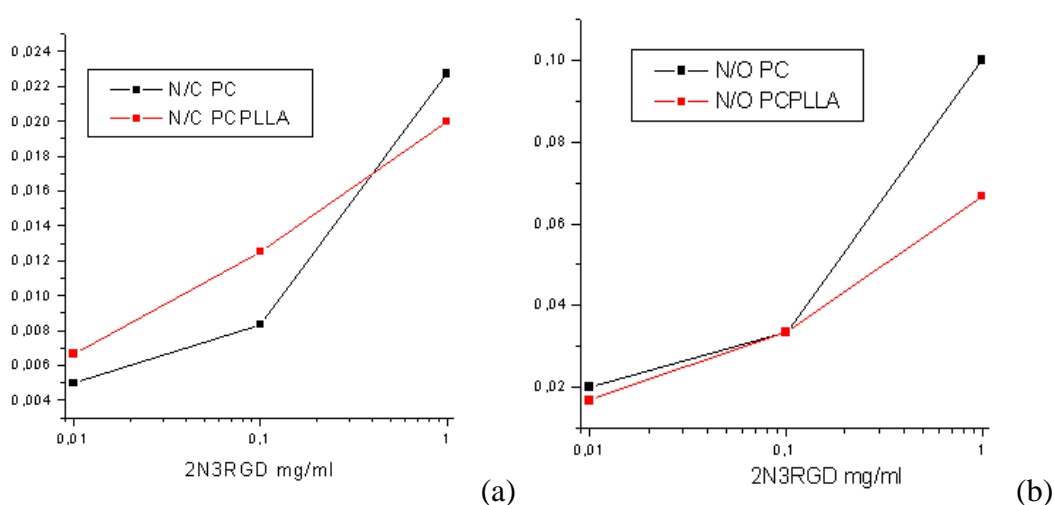 0,024
0,022
0,020
0,018
0,016
0,014
0,012
0,010
0,008
0,006
0,004
N/C PC
N/C PCPLLA
0,01
0,1
1
2N3RGD mg/ml
(a)
0,10
0,08
0,06
0,04
0,02
N/O PC
N/O PCPLLA
0,01
0,1
1
2N3RGD mg/ml
(b)